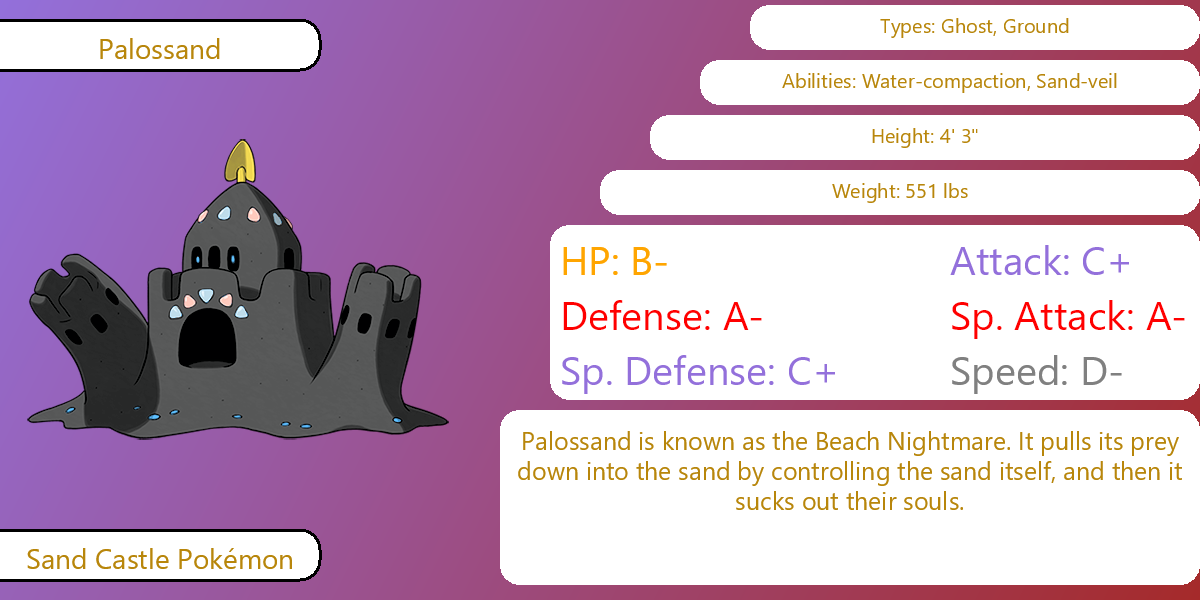 Palossand
Types: Ghost, Ground
Abilities: Water-compaction, Sand-veil
Height: 4' 3"
Weight: 551 lbs
HP: B-
Attack: C+
Defense: A-
Sp. Attack: A-
Sp. Defense: C+
Speed: D-
Palossand is known as the Beach Nightmare. It pulls its prey
down into the sand by controlling the sand itself, and then it
sucks out their souls.
Sand Castle Pokémon